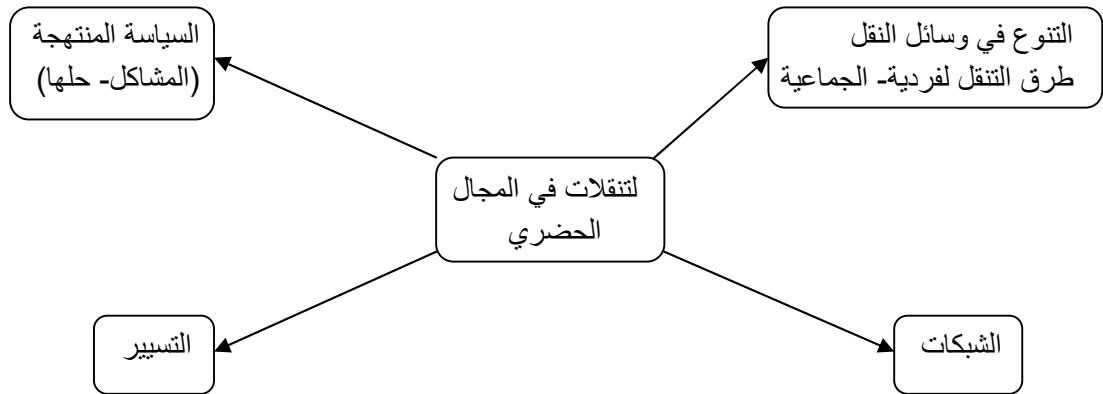 التنوع في وسائل النقل
طرق التنقل لفردية- الجماعية
السياسة المنتهجة
(المشاكل- حلها)
لتنقلات في المجال
الحضري
الشبكات
التسيير